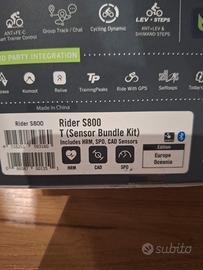 ANT+ FE-C
Smart Trainer Control
Group Track / Chat
Cycling Dynamic
LEV • STEPS
ANT+ LEV &
SHIMANO STEPS
PARTY INTEGRATION
Komoot
Relive
TrainingPeaks
Ride With GPS
Selfloops
Today's
Made In China
Rider S800
Rider S800
T (Sensor Bundle Kit)
Includes HRM, SPD, CAD Sensors
HRM
CAD
SPD
Edition
Europe
Oceania
subito